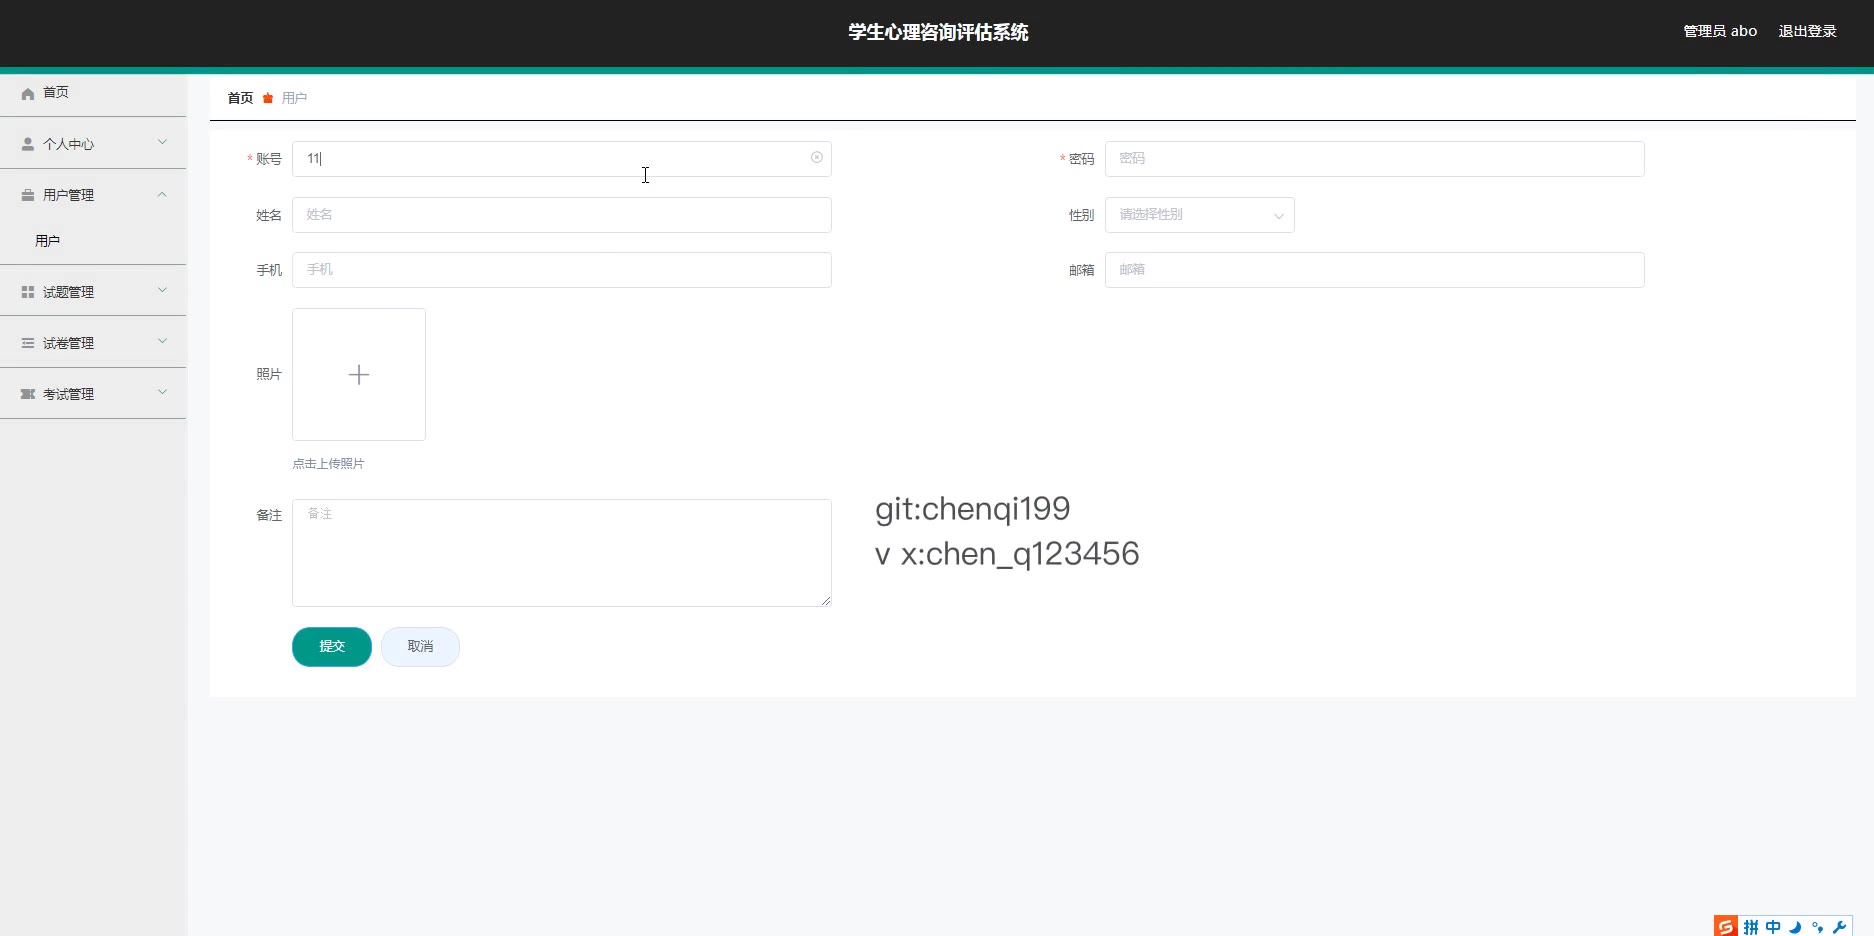 学生心理咨询评估系统
管理员 abo 退出登录
首页
个人中心
用户管理
用户
试题管理
试卷管理
考试管理
首页 用户
* 账号 11
* 密码 密码
姓名 姓名
性别 请选择性别
手机 手机
邮箱 邮箱
照片
点击上传照片
备注 备注
git:chenqi199
v x:chen_q123456
提交 取消
拼 中